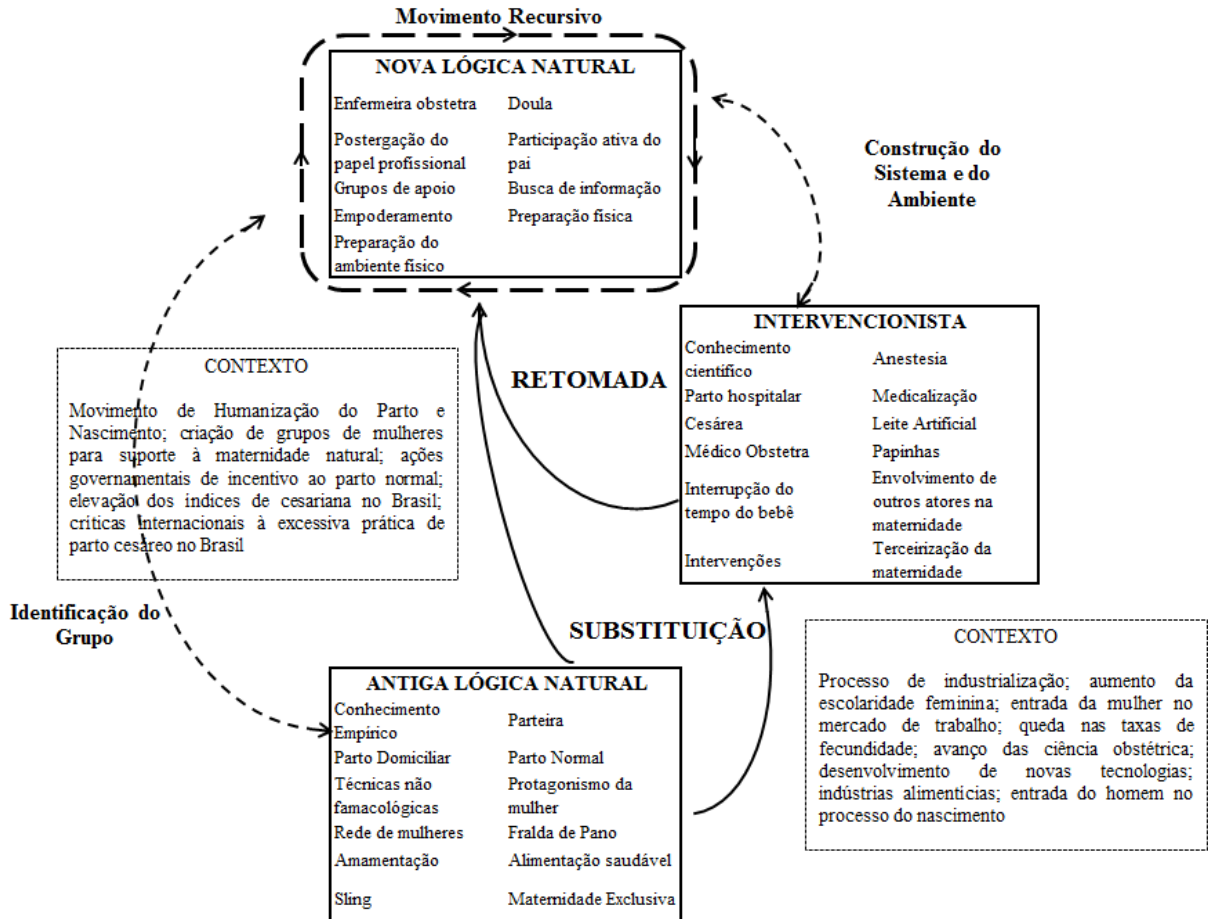 Movimento Recursivo
NOVA LÓGICA NATURAL
Enfermeira obstetra Doula
Postergação do Participação ativa do
papel profissional pai
Grupos de apoio Busca de informação
Empoderamento Preparação física
Preparação do
ambiente físico
Construção do
Sistema e do
Ambiente
INTERVENCIONISTA
Conhecimento
científico Anestesia
Parto hospitalar Medicalização
Cesárea Leite Artificial
Médico Obstetra Papinhas
Interrupção do Envolvimento de
tempo do bebê outros atores na
maternidade
Intervenções Terceirização da
maternidade
RETOMADA
CONTEXTO
Movimento de Humanização do Parto e
Nascimento; criação de grupos de mulheres
para suporte à maternidade natural; ações
governamentais de incentivo ao parto normal;
elevação dos índices de cesariana no Brasil;
críticas internacionais à excessiva prática de
parto cesáreo no Brasil
Identificação do
Grupo
SUBSTITUIÇÃO
ANTIGA LÓGICA NATURAL
Conhecimento
Empírico Parteira
Parto Domiciliar Parto Normal
Técnicas não Protagonismo da
famacológicas mulher
Rede de mulheres Fralda de Pano
Amamentação Alimentação saudável
Sling Maternidade Exclusiva
CONTEXTO
Processo de industrialização; aumento da
escolaridade feminina; entrada da mulher no
mercado de trabalho; queda nas taxas de
fecundidade; avanço das ciência obstétrica;
desenvolvimento de novas tecnologias;
indústrias alimentícias; entrada do homem no
processo do nascimento